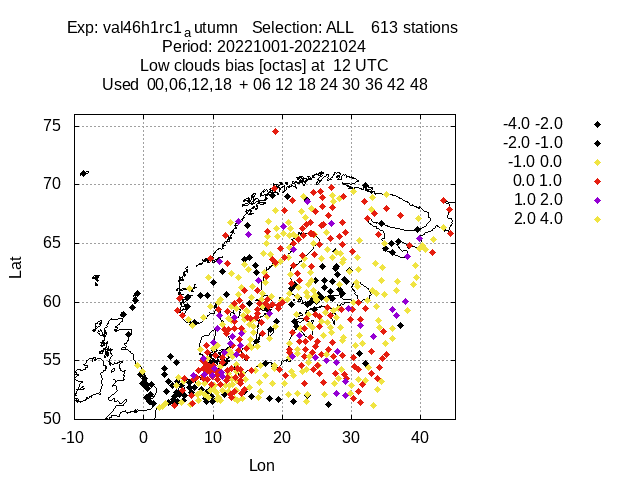 Exp: val46h1rc1autumn Selection: ALL 613 stations
Period: 20221001-20221024
Low clouds bias [octas] at 12 UTC
Used 00,06,12,18 + 06 12 18 24 30 36 42 48
75
70
65
60
55
50
-10 0 10 20 30 40
Lat
Lon
-4.0 -2.0
-2.0 -1.0
-1.0 0.0
0.0 1.0
1.0 2.0
2.0 4.0